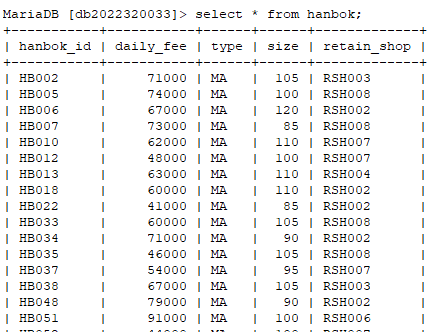 MariaDB [db2022320033]> select * from hanbok;
+-----------+-----------+------+------+-------------+
| hanbok_id | daily_fee | type | size | retain_shop |
+-----------+-----------+------+------+-------------+
| HB002     |     71000 | MA   |  105 | RSH003      |
| HB005     |     74000 | MA   |  100 | RSH008      |
| HB006     |     67000 | MA   |  120 | RSH002      |
| HB007     |     73000 | MA   |   85 | RSH008      |
| HB010     |     62000 | MA   |  110 | RSH007      |
| HB012     |     48000 | MA   |  100 | RSH007      |
| HB013     |     63000 | MA   |  110 | RSH004      |
| HB018     |     60000 | MA   |  110 | RSH002      |
| HB022     |     41000 | MA   |   85 | RSH002      |
| HB033     |     60000 | MA   |  105 | RSH008      |
| HB034     |     71000 | MA   |   90 | RSH002      |
| HB035     |     46000 | MA   |  105 | RSH008      |
| HB037     |     54000 | MA   |   95 | RSH007      |
| HB038     |     67000 | MA   |  105 | RSH003      |
| HB048     |     79000 | MA   |   90 | RSH002      |
| HB051     |     91000 | MA   |  100 | RSH006      |